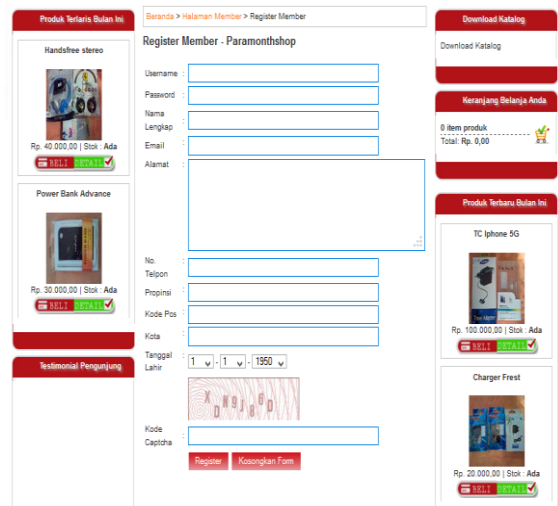 Produk Terlaris Bulan Ini
Handsfree stereo
Rp. 40.000,00 | Stok : Ada
BELI DETAIL
Power Bank Advance
Rp. 30.000,00 | Stok : Ada
BELI DETAIL
Testimonial Pengunjung
Beranda > Halaman Member > Register Member
Register Member - Paramonthshop
Username :
Password :
Nama Lengkap :
Email :
Alamat :
No. Telpon :
Propinsi :
Kode Pos :
Kota :
Tanggal Lahir : 1 - 1 - 1950
Kode Captcha :
Register Kosongkan Form
Download Katalog
Download Katalog
Keranjang Belanja Anda
0 item produk
Total: Rp. 0,00
Produk Terbaru Bulan Ini
TC Iphone 5G
Rp. 100.000,00 | Stok : Ada
BELI DETAIL
Charger Frest
Rp. 20.000,00 | Stok : Ada
BELI DETAIL